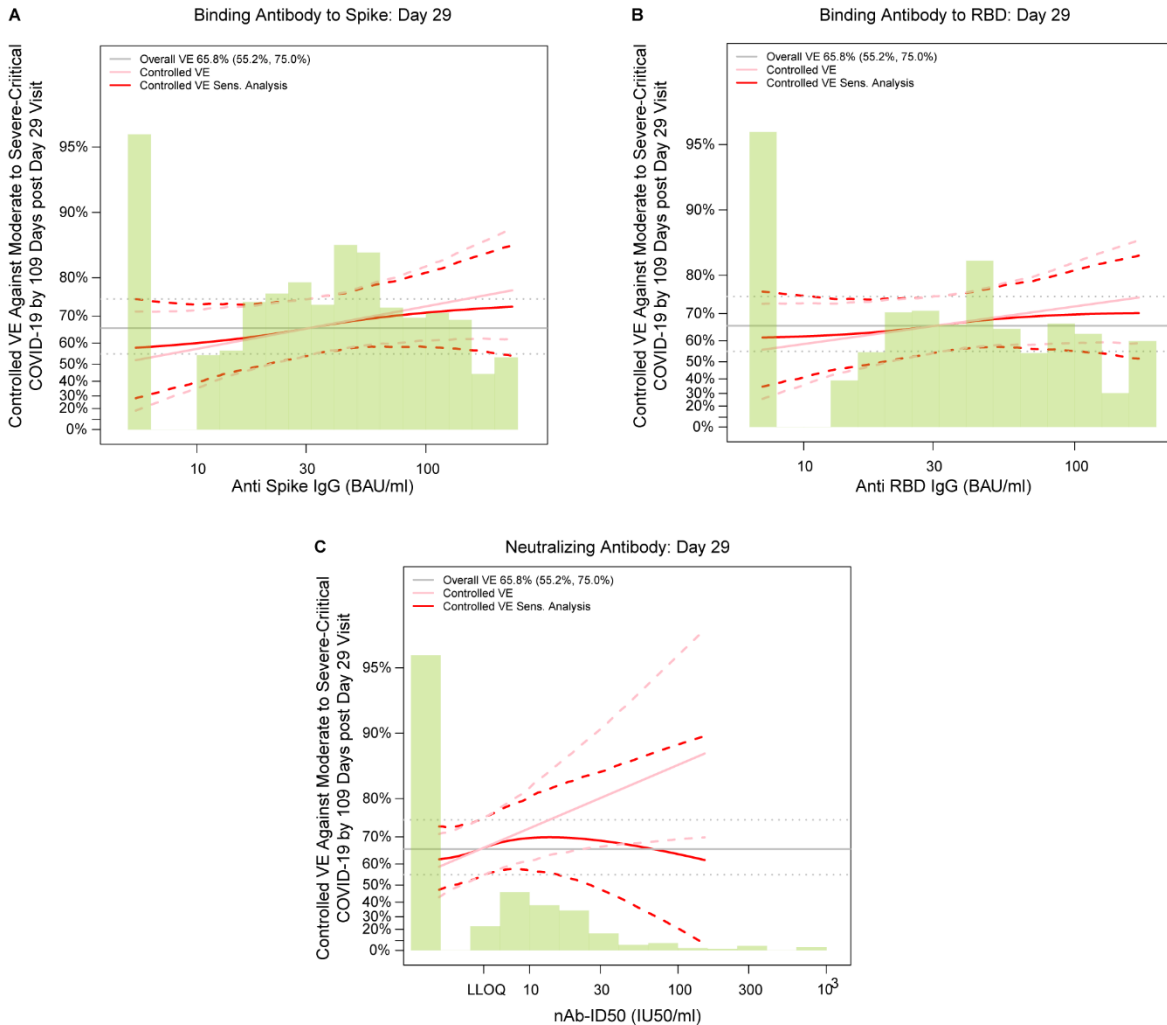 A
Binding Antibody to Spike: Day 29
Controlled VE Against Moderate to Severe-Criitical
COVID-19 by 109 Days post Day 29 Visit
Overall VE 65.8% (55.2%, 75.0%)
Controlled VE
Controlled VE Sens. Analysis
95%
90%
80%
70%
60%
50%
40%
30%
20%
0%
10
30
100
Anti Spike IgG (BAU/ml)
B
Binding Antibody to RBD: Day 29
Controlled VE Against Moderate to Severe-Criitical
COVID-19 by 109 Days post Day 29 Visit
Overall VE 65.8% (55.2%, 75.0%)
Controlled VE
Controlled VE Sens. Analysis
95%
90%
80%
70%
60%
50%
40%
30%
20%
0%
10
30
100
Anti RBD IgG (BAU/ml)
C
Neutralizing Antibody: Day 29
Controlled VE Against Moderate to Severe-Criitical
COVID-19 by 109 Days post Day 29 Visit
Overall VE 65.8% (55.2%, 75.0%)
Controlled VE
Controlled VE Sens. Analysis
95%
90%
80%
70%
60%
50%
40%
30%
20%
0%
LLOQ
10
30
100
300
10³
nAb-ID50 (IU50/ml)